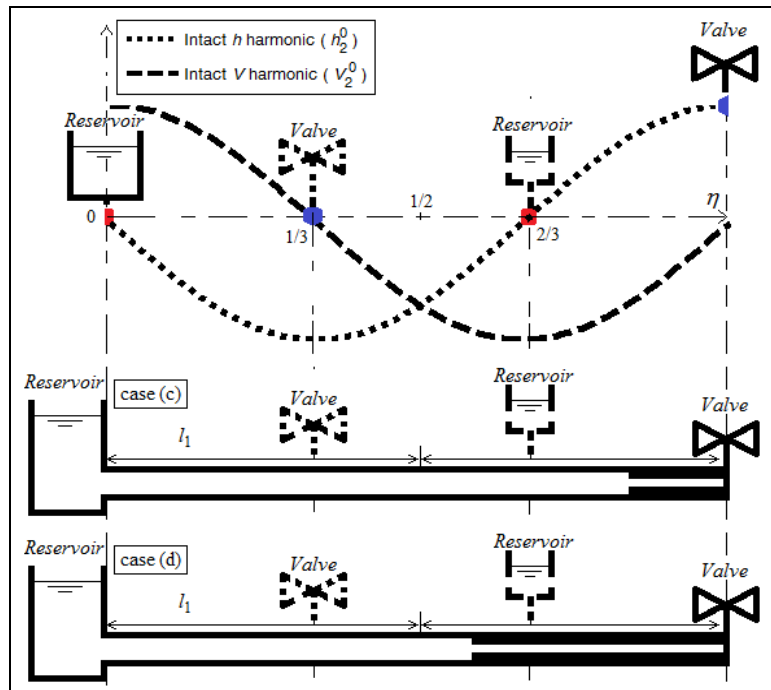 Intact h harmonic ( h₂⁰ )
Intact V harmonic ( V₂⁰ )
Valve
Reservoir
Valve
Reservoir
0
1/3
1/2
2/3
η
Reservoir
case (c)
l₁
Valve
Reservoir
Valve
Reservoir
case (d)
l₁
Valve
Reservoir
Valve